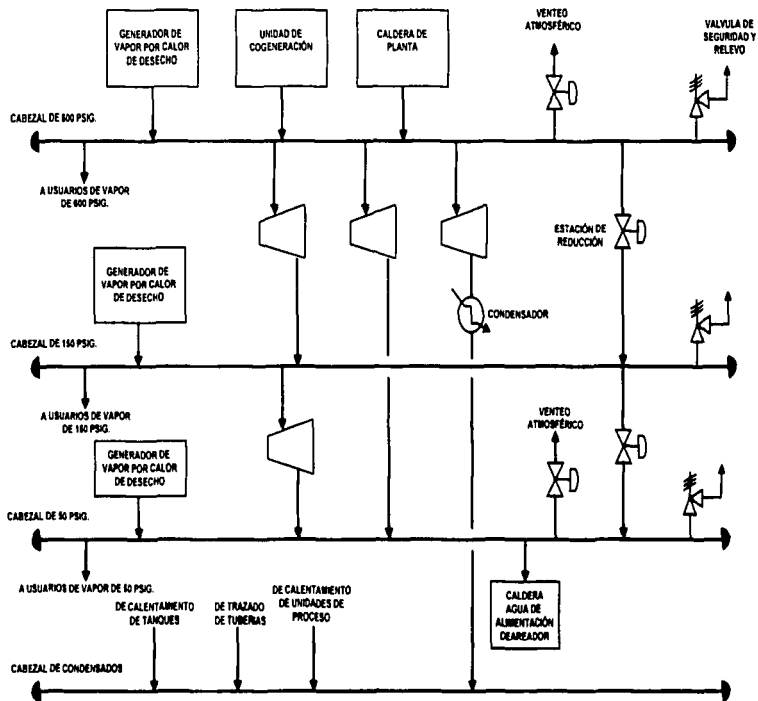 GENERADOR DE
VAPOR POR CALOR
DE DESECHO
UNIDAD DE
COGENERACIÓN
CALDERA DE
PLANTA
VENTEO
ATMOSFÉRICO
VALVULA DE
SEGURIDAD Y
RELEVO
CABEZAL DE 600 PSIG.
A USUARIOS DE VAPOR
DE 600 PSIG.
ESTACIÓN DE
REDUCCIÓN
GENERADOR DE
VAPOR POR CALOR
DE DESECHO
CONDENSADOR
CABEZAL DE 150 PSIG.
A USUARIOS DE VAPOR
DE 150 PSIG.
VENTEO
ATMOSFÉRICO
GENERADOR DE
VAPOR POR CALOR
DE DESECHO
CABEZAL DE 50 PSIG.
A USUARIOS DE VAPOR DE 50 PSIG.
DE CALENTAMIENTO
DE TANQUES
DE TRAZADO
DE TUBERIAS
DE CALENTAMIENTO
DE UNIDADES DE
PROCESO
CALDERA
AGUA DE
ALIMENTACIÓN
DEAREADOR
CABEZAL DE CONDENSADOS